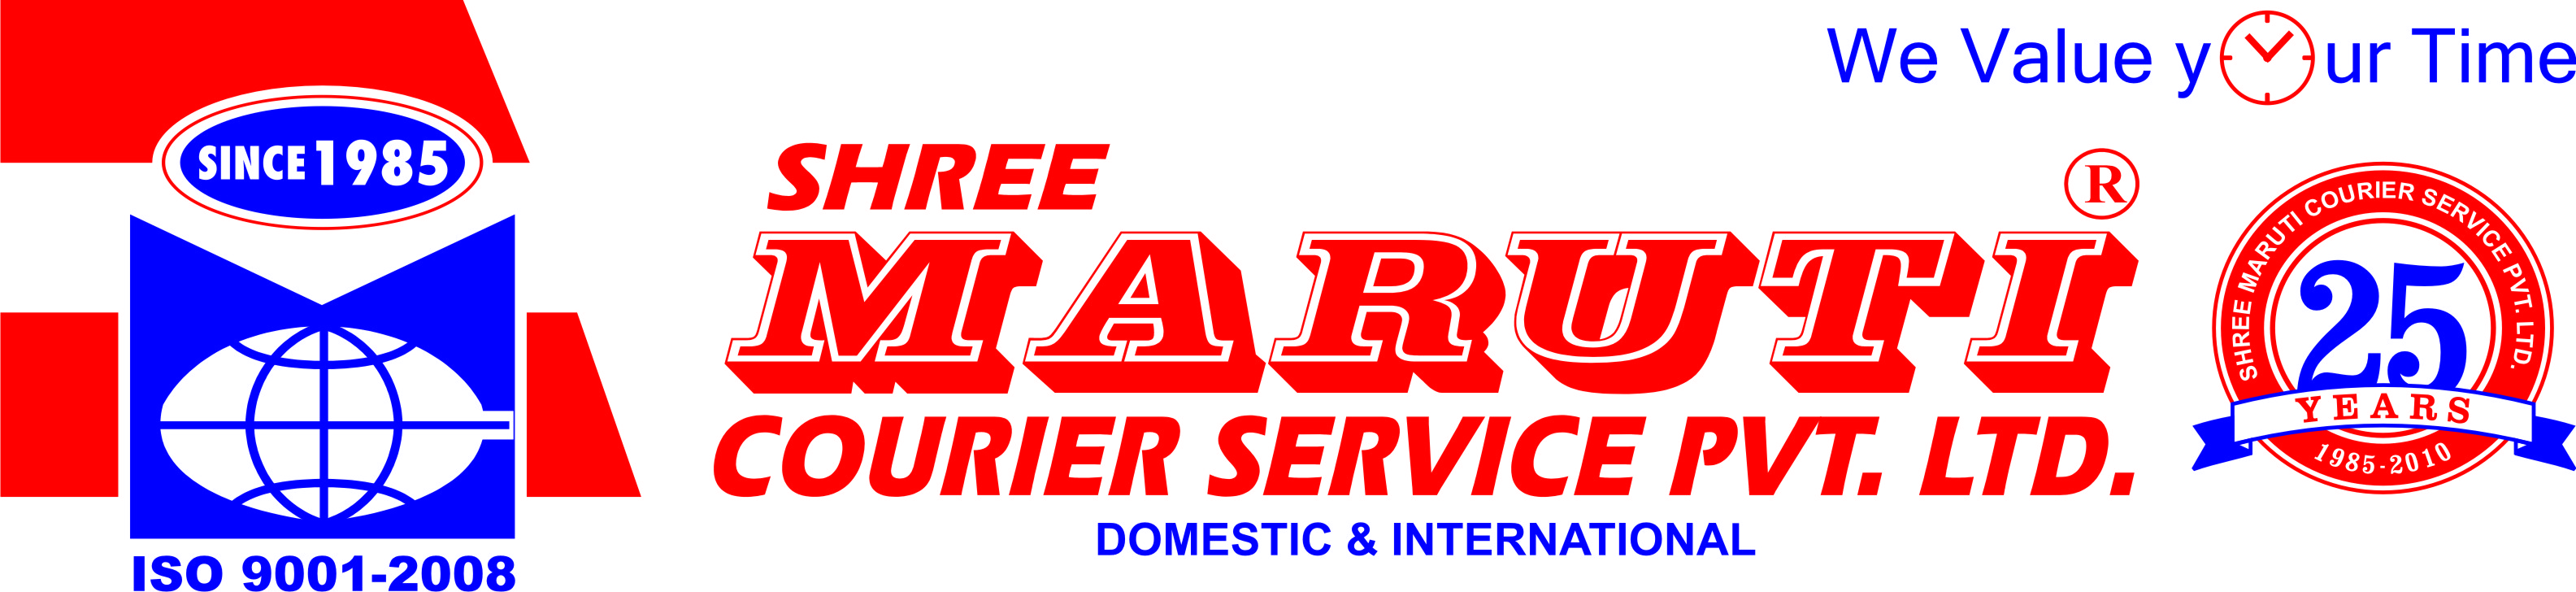 We Value your Time
SINCE 1985
SHREE
MARUTI
®
COURIER SERVICE PVT. LTD.
DOMESTIC & INTERNATIONAL
ISO 9001-2008
SHREE MARUTI COURIER SERVICE PVT. LTD.
25
YEARS
1985-2010